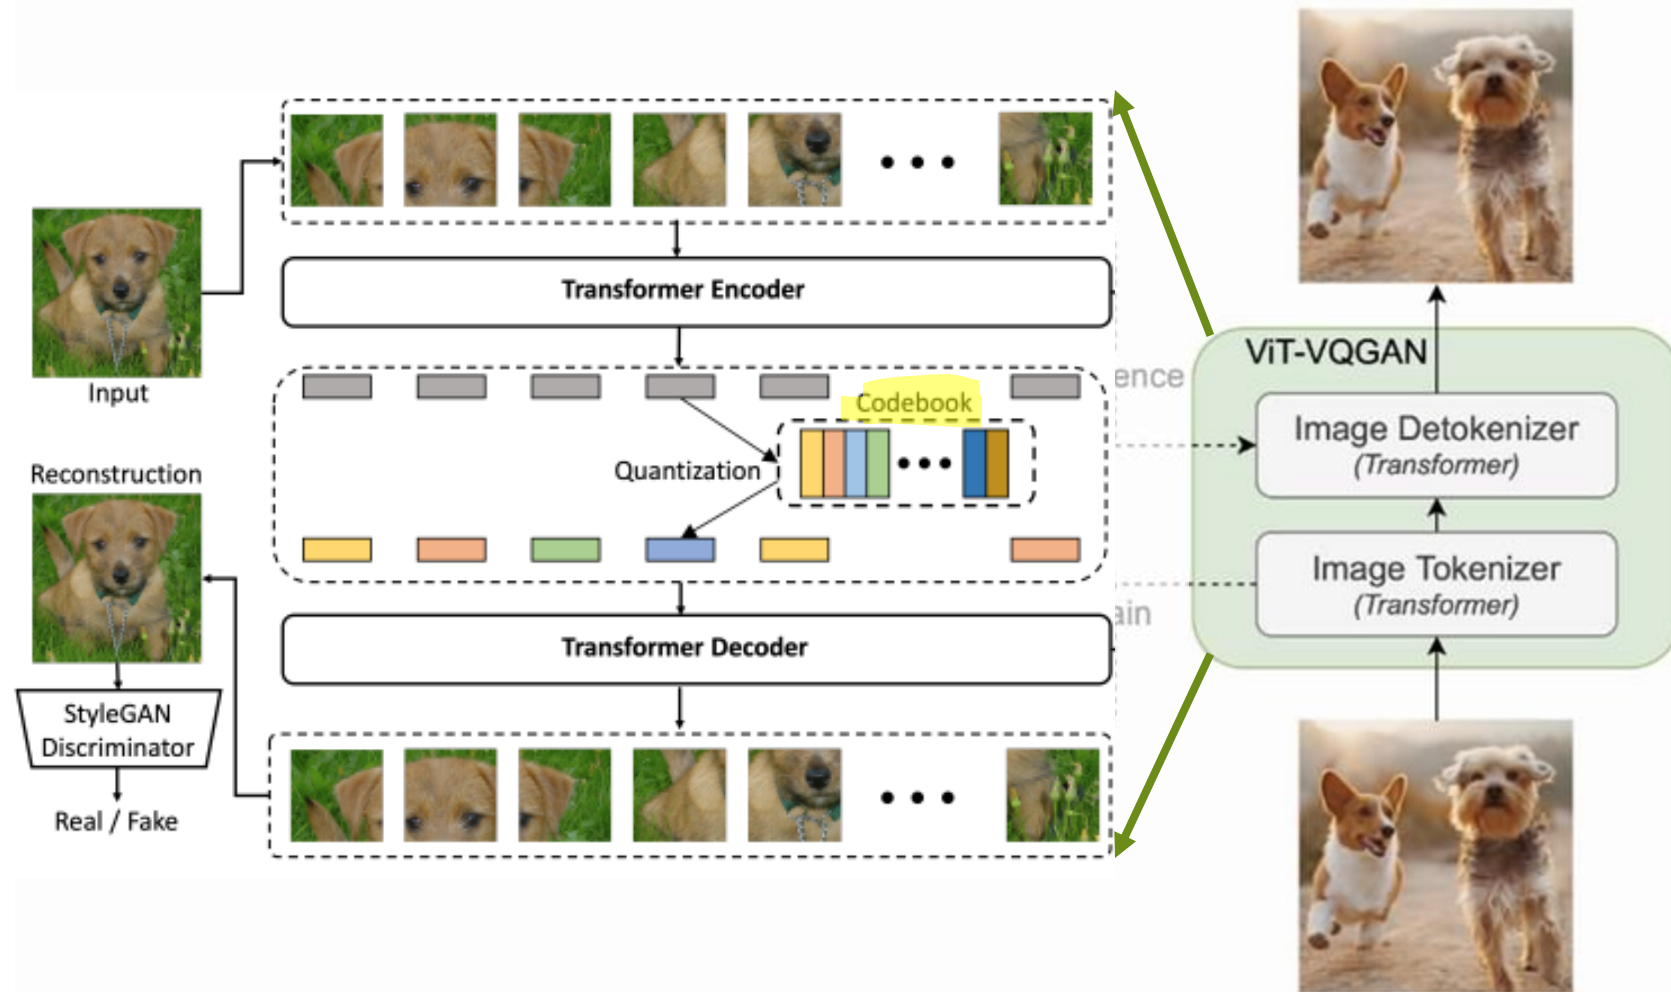 Input
Transformer Encoder
Codebook
Quantization
Reconstruction
Transformer Decoder
StyleGAN
Discriminator
Real / Fake
ence
ain
ViT-VQGAN
Image Detokenizer
(Transformer)
Image Tokenizer
(Transformer)